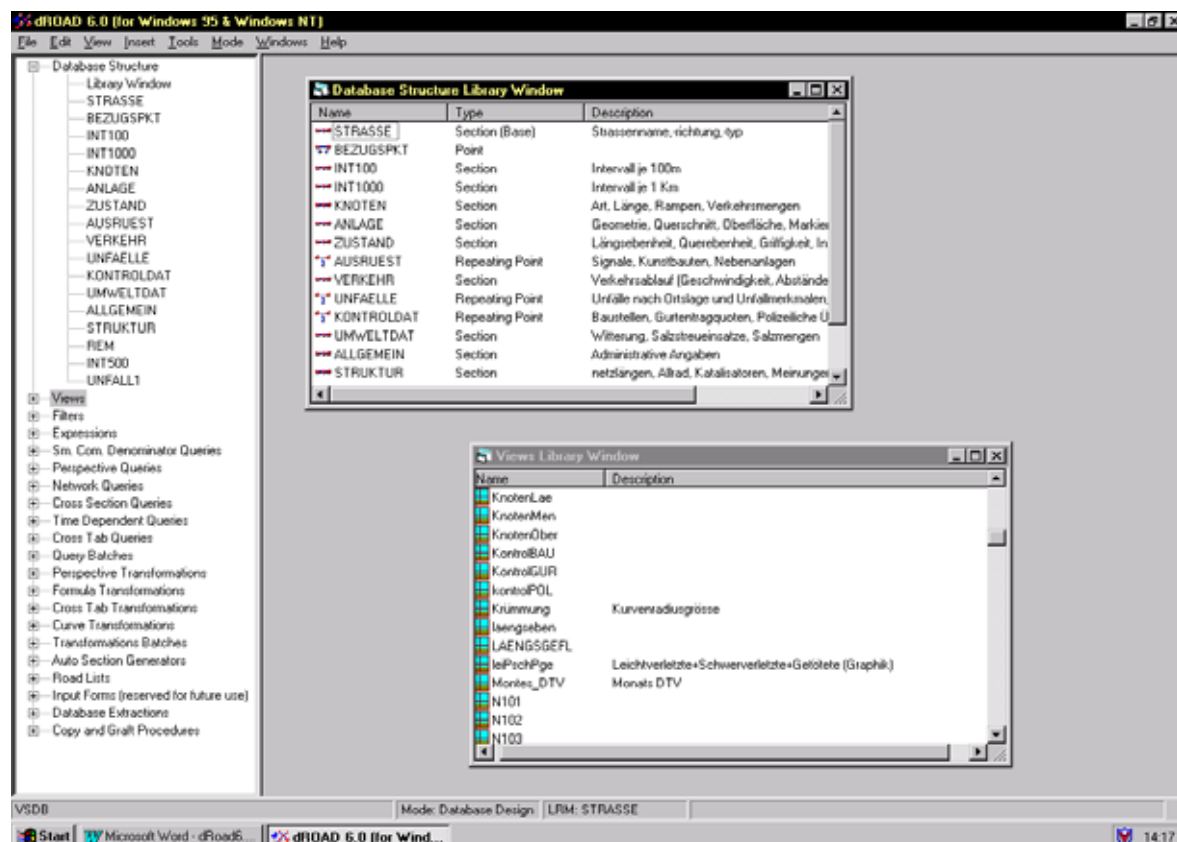 dROAD 6.0 (for Windows 95 & Windows NT)
File Edit View Insert Tools Mode Windows Help
Database Structure
Library Window
STRASSE
BEZUGSPKT
INT100
INT1000
KNOTEN
ANLAGE
ZUSTAND
AUSRUEST
VERKEHR
UNFAELLE
KONTROLDAT
UMWELTDAT
ALLGEMEIN
STRUKTUR
REM
INT500
UNFALL1
Views
Filters
Expressions
Sm. Com. Denominator Queries
Perspective Queries
Network Queries
Cross Section Queries
Time Dependent Queries
Cross Tab Queries
Query Batches
Perspective Transformations
Formula Transformations
Cross Tab Transformations
Curve Transformations
Transformations Batches
Auto Section Generators
Road Lists
Input Forms (reserved for future use)
Database Extractions
Copy and Graft Procedures
Database Structure Library Window
Name Type Description
STRASSE Section (Base) Strassenname, richtung, typ
BEZUGSPKT Point
INT100 Section Intervall je 100m
INT1000 Section Intervall je 1 Km
KNOTEN Section Art, Länge, Rampen, Verkehrsmengen
ANLAGE Section Geometrie, Querschnitt, Oberfläche, Markier
ZUSTAND Section Längsebenheit, Querebenheit, Griffigkeit, In
AUSRUEST Repeating Point Signale, Kunstbauten, Nebenanlagen
VERKEHR Section Verkehrsablauf (Geschwindigkeit, Abstände
UNFAELLE Repeating Point Unfälle nach Ortslage und Unfallmerkmalen,
KONTROLDAT Repeating Point Baustellen, Gurtentragquoten, Polizeiliche Ü
UMWELTDAT Section Witterung, Salzstreueinsatze, Salzmengen
ALLGEMEIN Section Administrative Angaben
STRUKTUR Section netzlängen, Allrad, Katalisatoren, Meinungen
Views Library Window
Name Description
KnotenLae
KnotenMen
KnotenOber
KontrolBAU
KontrolGUR
kontrolPOL
Krümmung Kurvenradiusgrösse
laengseben
LAENGSGEFL
leiPschPge Leichtverletzte+Schwerverletzte+Getötete (Graphik)
Montes_DTV Monats DTV
N101
N102
N103
VSDB Mode: Database Design LRM: STRASSE
Start Microsoft Word - dRoad6... dROAD 6.0 (for Wind... 14:17